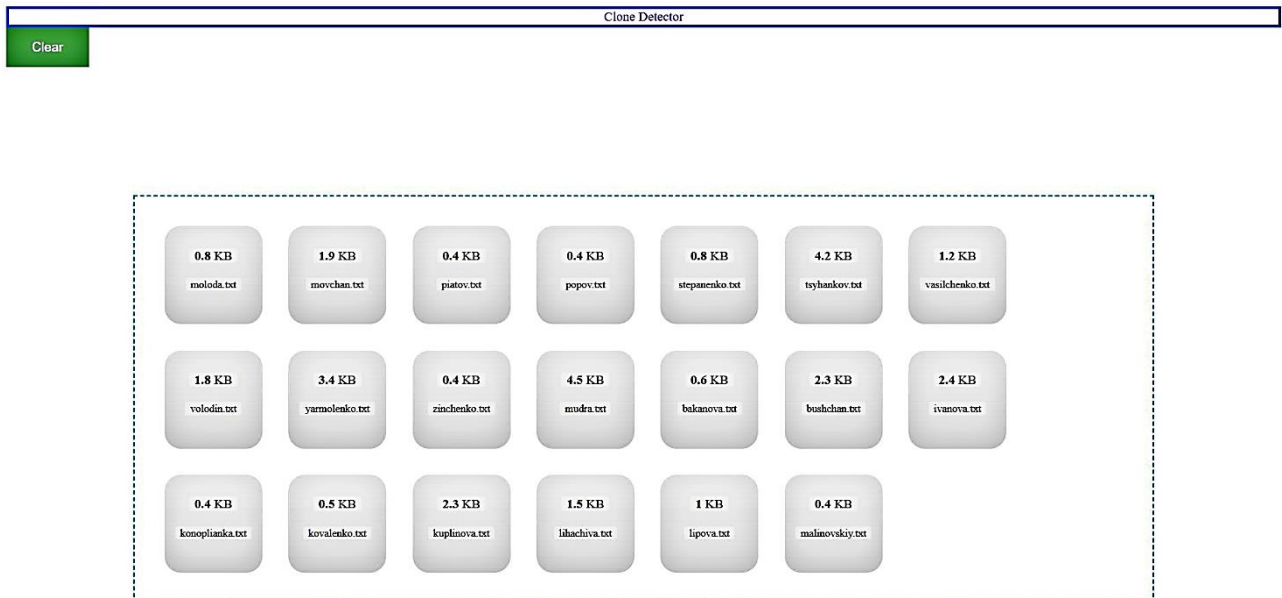 Clone Detector
Clear
0.8 KB 1.9 KB 0.4 KB 0.4 KB 0.8 KB 4.2 KB 1.2 KB
moloda.txt movchan.txt piatov.txt popov.txt stepanenko.txt tsyhankov.txt vasilchenko.txt
1.8 KB 3.4 KB 0.4 KB 4.5 KB 0.6 KB 2.3 KB 2.4 KB
volodin.txt yarmolenko.txt zinchenko.txt mudra.txt bakanova.txt bushchan.txt ivanova.txt
0.4 KB 0.5 KB 2.3 KB 1.5 KB 1 KB 0.4 KB
konoplianka.txt kovalenko.txt kuplinova.txt lihachiva.txt lipova.txt malinovskiy.txt